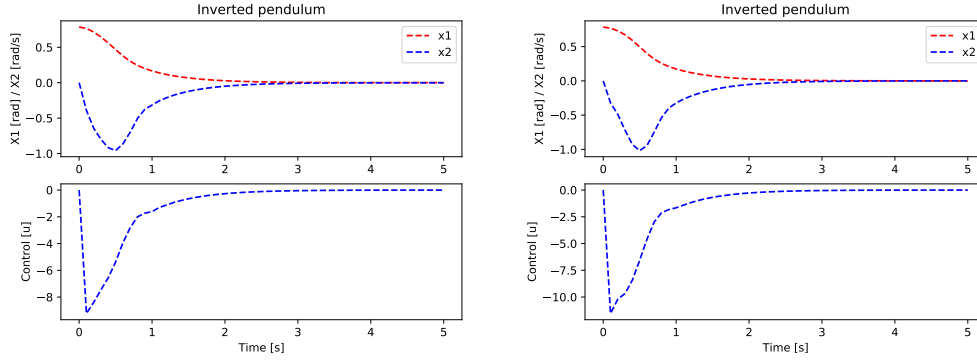 Inverted pendulum
x1
x2
X1 [rad] / X2 [rad/s]
0.5
0.0
−0.5
−1.0
0 1 2 3 4 5
Control [u]
0
−2
−4
−6
−8
0 1 2 3 4 5
Time [s]
Inverted pendulum
x1
x2
X1 [rad] / X2 [rad/s]
0.5
0.0
−0.5
−1.0
0 1 2 3 4 5
Control [u]
0.0
−2.5
−5.0
−7.5
−10.0
0 1 2 3 4 5
Time [s]